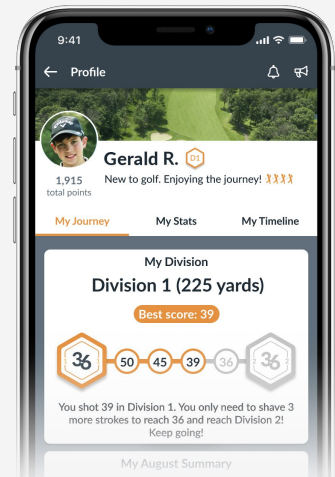 9:41
Profile
Gerald R. D1
1,915
total points
New to golf. Enjoying the journey!
My Journey My Stats My Timeline
My Division
Division 1 (225 yards)
Best score: 39
36 50 45 39 36 36
You shot 39 in Division 1. You only need to shave 3
more strokes to reach 36 and reach Division 2!
Keep going!
My August Summary